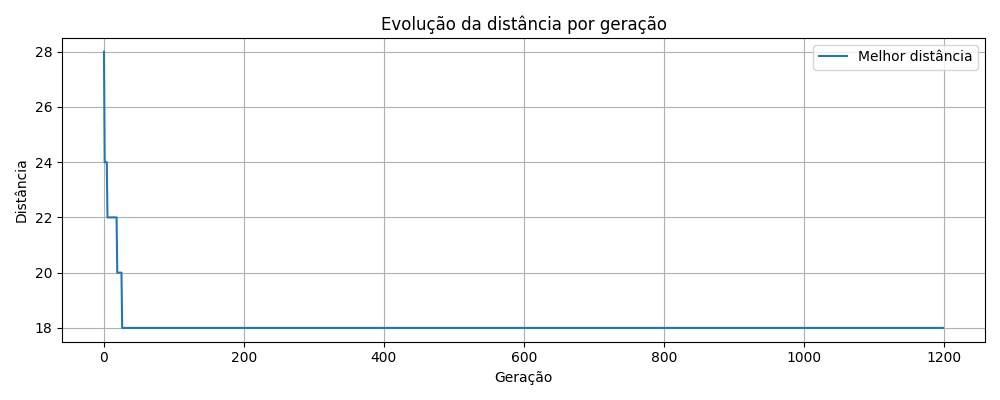 Evolução da distância por geração
Melhor distância
Distância
28
26
24
22
20
18
0 200 400 600 800 1000 1200
Geração